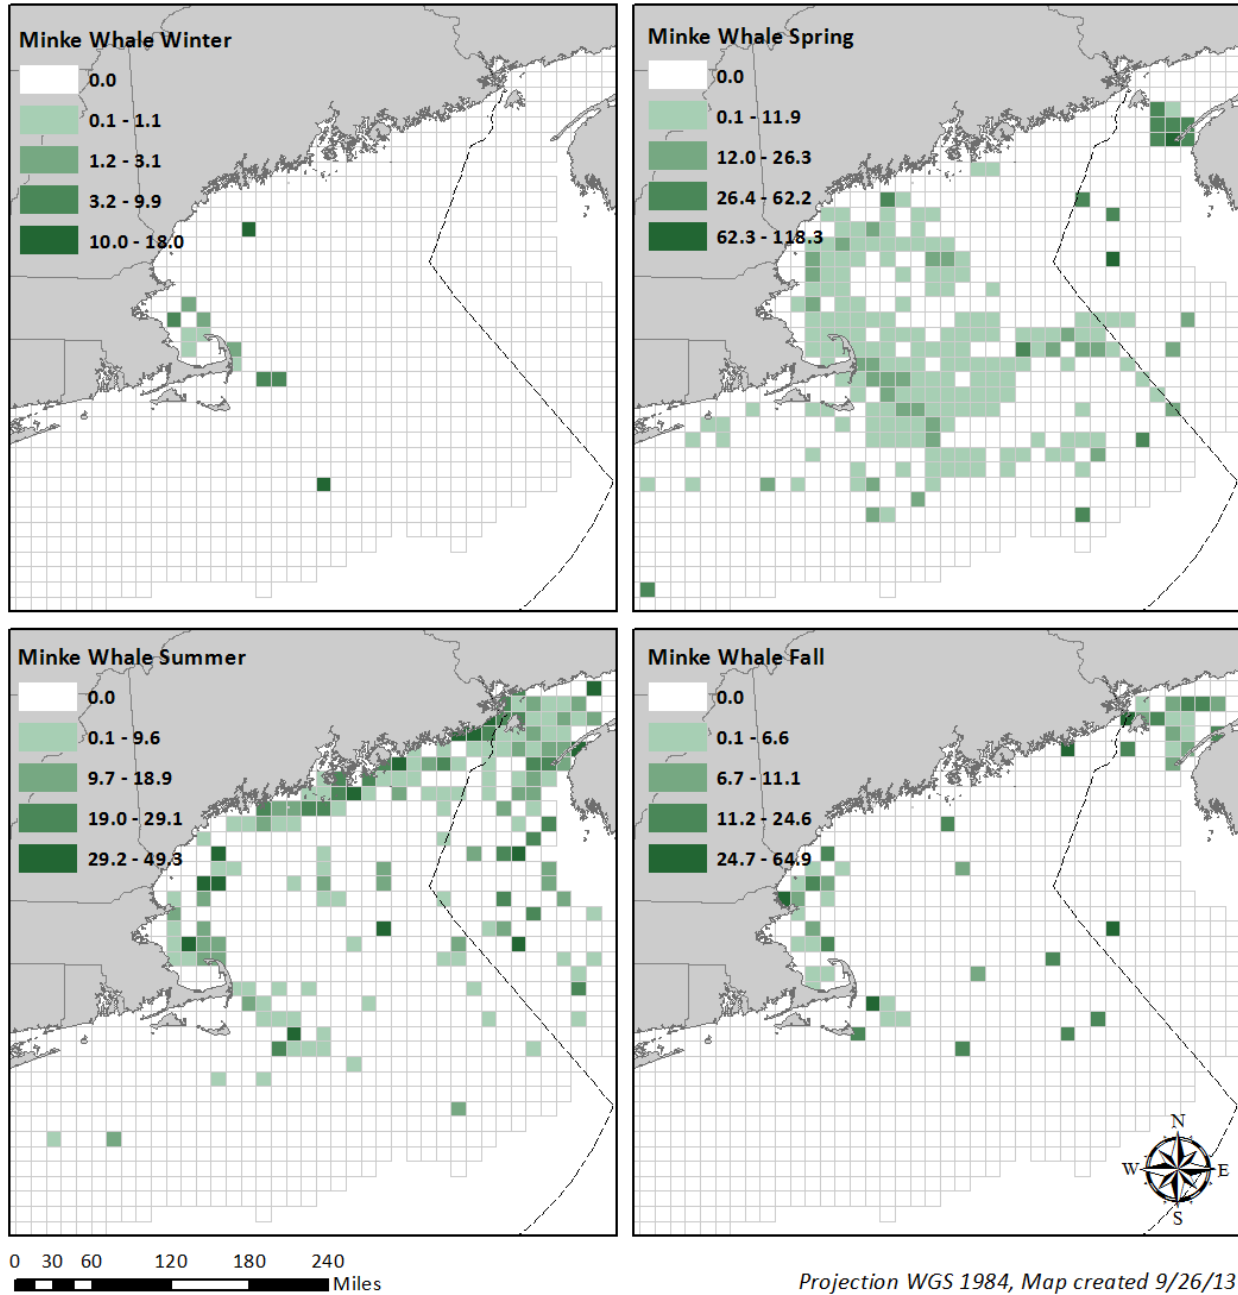 Minke Whale Winter
0.0
0.1 - 1.1
1.2 - 3.1
3.2 - 9.9
10.0 - 18.0
Minke Whale Spring
0.0
0.1 - 11.9
12.0 - 26.3
26.4 - 62.2
62.3 - 118.3
Minke Whale Summer
0.0
0.1 - 9.6
9.7 - 18.9
19.0 - 29.1
29.2 - 49.3
Minke Whale Fall
0.0
0.1 - 6.6
6.7 - 11.1
11.2 - 24.6
24.7 - 64.9
N
W E
S
0 30 60 120 180 240
Miles
Projection WGS 1984, Map created 9/26/13